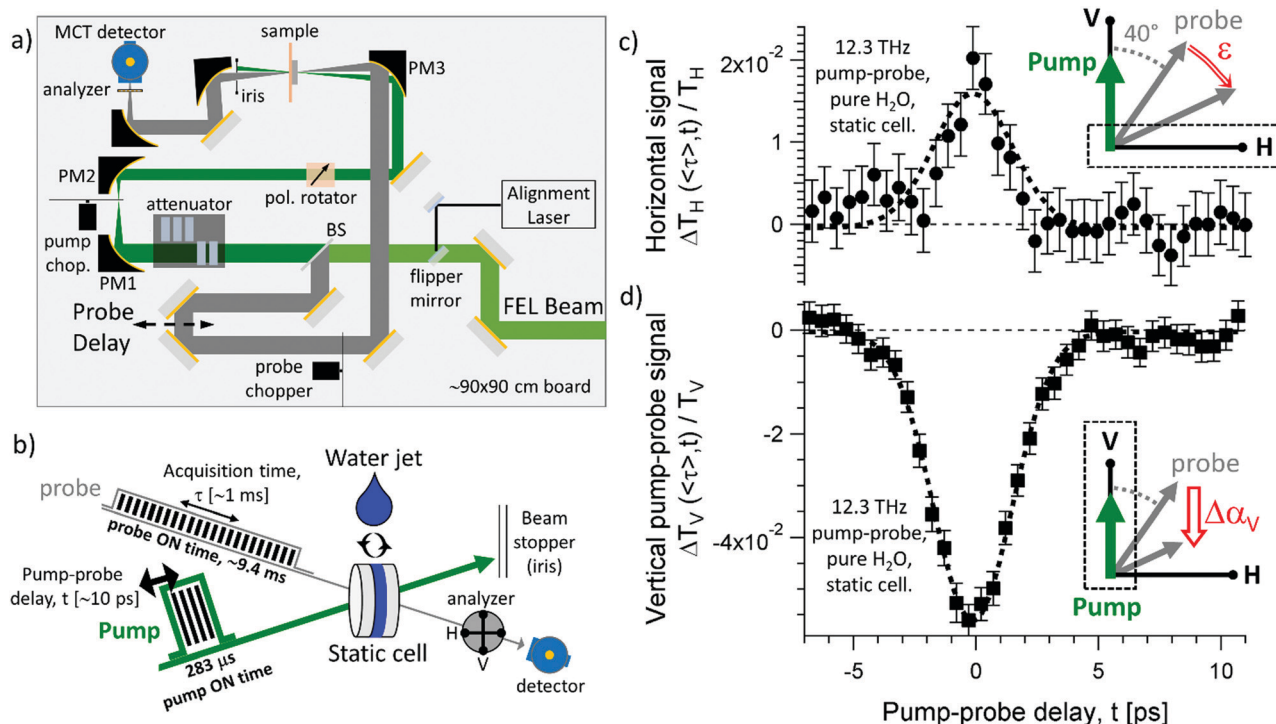 a)
MCT detector
analyzer
iris
sample
PM3
PM2
pump
chop.
PM1
attenuator
pol. rotator
BS
Alignment
Laser
flipper
mirror
FEL Beam
Probe
Delay
probe
chopper
~90x90 cm board
b)
probe
Acquisition time,
τ [~1 ms]
probe ON time, ~9.4 ms
Water jet
Beam
stopper
(iris)
Pump-probe
delay, t [~10 ps]
Pump
283 μs
pump ON time
Static cell
analyzer
H
V
detector
c)
Horizontal signal
ΔT_H (<τ>,t) / T_H
2x10⁻²
1
0
12.3 THz
pump-probe,
pure H₂O,
static cell.
V
40°
probe
Pump
ε
H
d)
Vertical pump-probe signal
ΔT_V (<τ>,t) / T_V
0
-2
-4x10⁻²
12.3 THz
pump-probe,
pure H₂O,
static cell.
V
probe
Δα_V
H
Pump
-5
0
5
10
Pump-probe delay, t [ps]